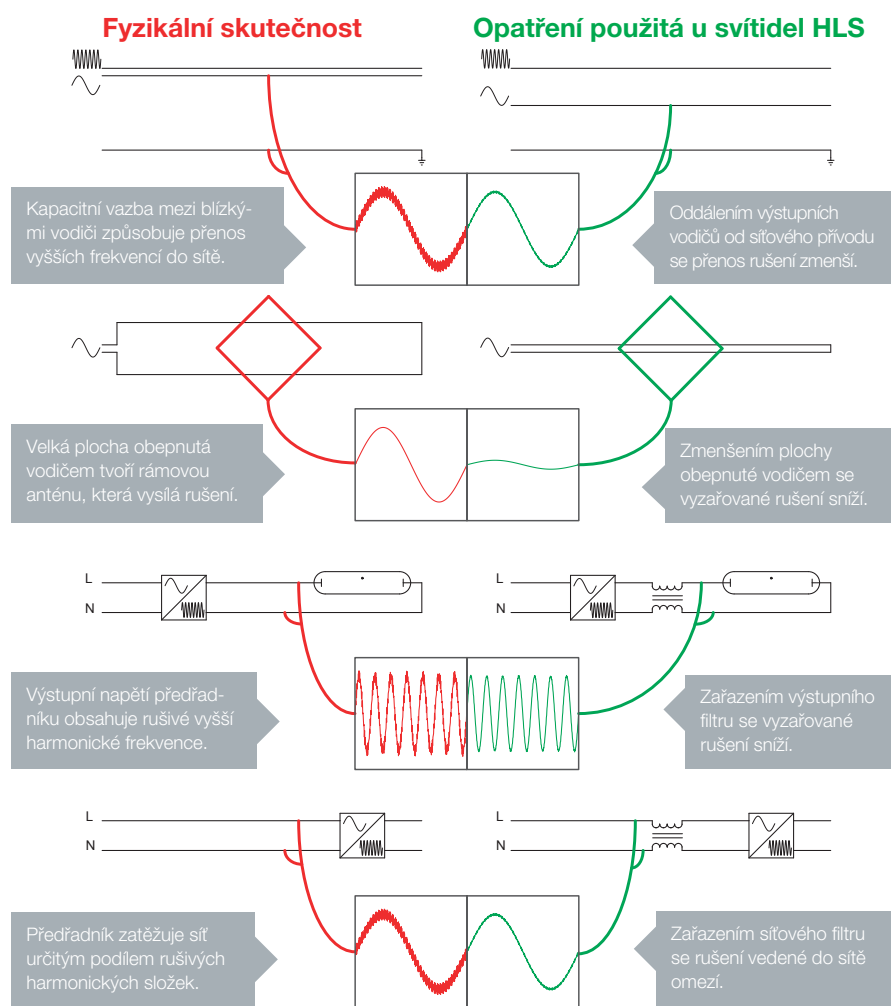 Fyzikální skutečnost
Opatření použitá u svítidel HLS
Kapacitní vazba mezi blízký-
mi vodiči způsobuje přenos
vyšších frekvencí do sítě.
Oddálením výstupních
vodičů od síťového přívodu
se přenos rušení zmenší.
Velká plocha obepnutá
vodičem tvoří rámovou
anténu, která vysílá rušení.
Zmenšením plochy
obepnuté vodičem se
vyzařované rušení sníží.
L
N
L
N
Výstupní napětí předřad-
níku obsahuje rušivé vyšší
harmonické frekvence.
Zařazením výstupního
filtru se vyzařované
rušení sníží.
L
N
L
N
Předřadník zatěžuje síť
určitým podílem rušivých
harmonických složek.
Zařazením síťového filtru
se rušení vedené do sítě
omezí.